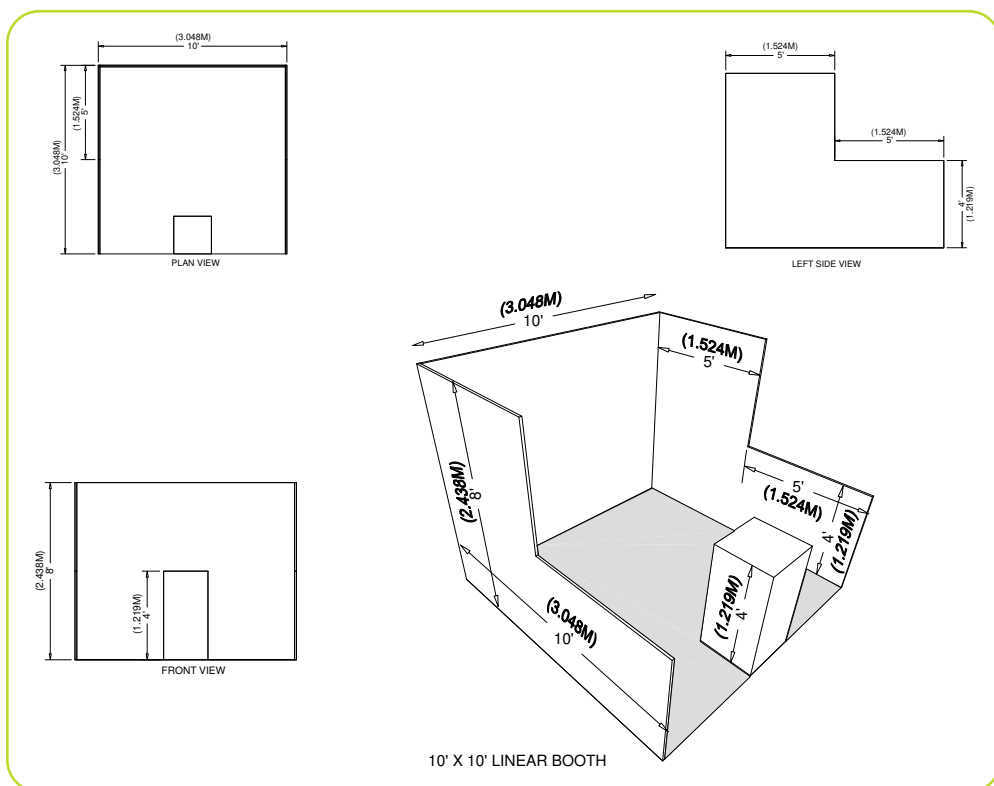 (3.048M)
10'
(1.524M)
5'
(3.048M)
10'
PLAN VIEW
(1.524M)
5'
(1.524M)
5'
4'
(1.219M)
LEFT SIDE VIEW
(3.048M)
10'
(1.524M)
5'
(2.438M)
8'
5'
(1.524M)
4'
(1.219M)
(1.219M)
4'
(3.048M)
10'
(2.438M)
8'
(1.219M)
4'
FRONT VIEW
10' X 10' LINEAR BOOTH